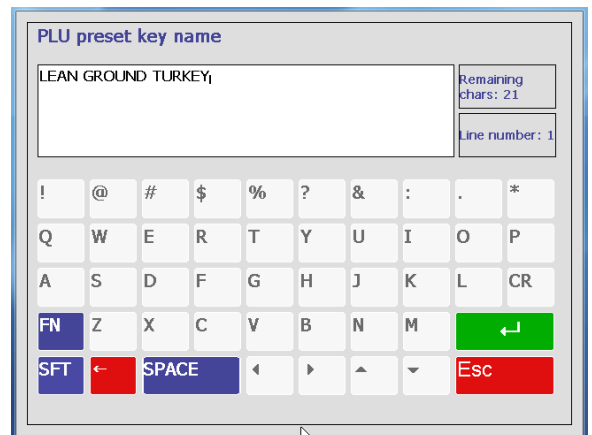 PLU preset key name
LEAN GROUND TURKEY
Remaining
chars: 21
Line number: 1
! @ # $ % ? & : . *
Q W E R T Y U I O P
A S D F G H J K L CR
FN Z X C V B N M ↵
SFT ← SPACE ◀ ▶ ▲ ▼ Esc